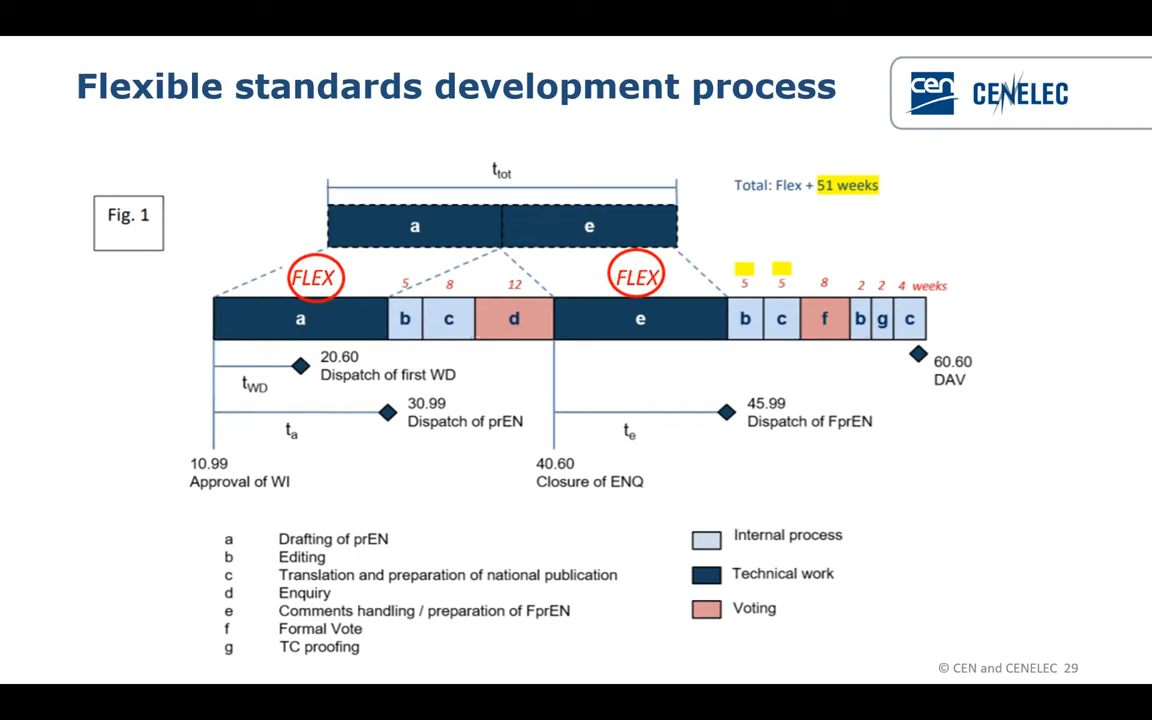 Flexible standards development process
cen
CENELEC
t_tot
Total: Flex + 51 weeks
Fig. 1
a e
FLEX FLEX
5 8 12 5 5 8 2 2 4 weeks
a b c d e b c f b g c
20.60
Dispatch of first WD
t_WD
60.60
DAV
30.99
Dispatch of prEN
t_a
45.99
Dispatch of FprEN
t_e
10.99
Approval of WI
40.60
Closure of ENQ
a Drafting of prEN
b Editing
c Translation and preparation of national publication
d Enquiry
e Comments handling / preparation of FprEN
f Formal Vote
g TC proofing
Internal process
Technical work
Voting
© CEN and CENELEC 29